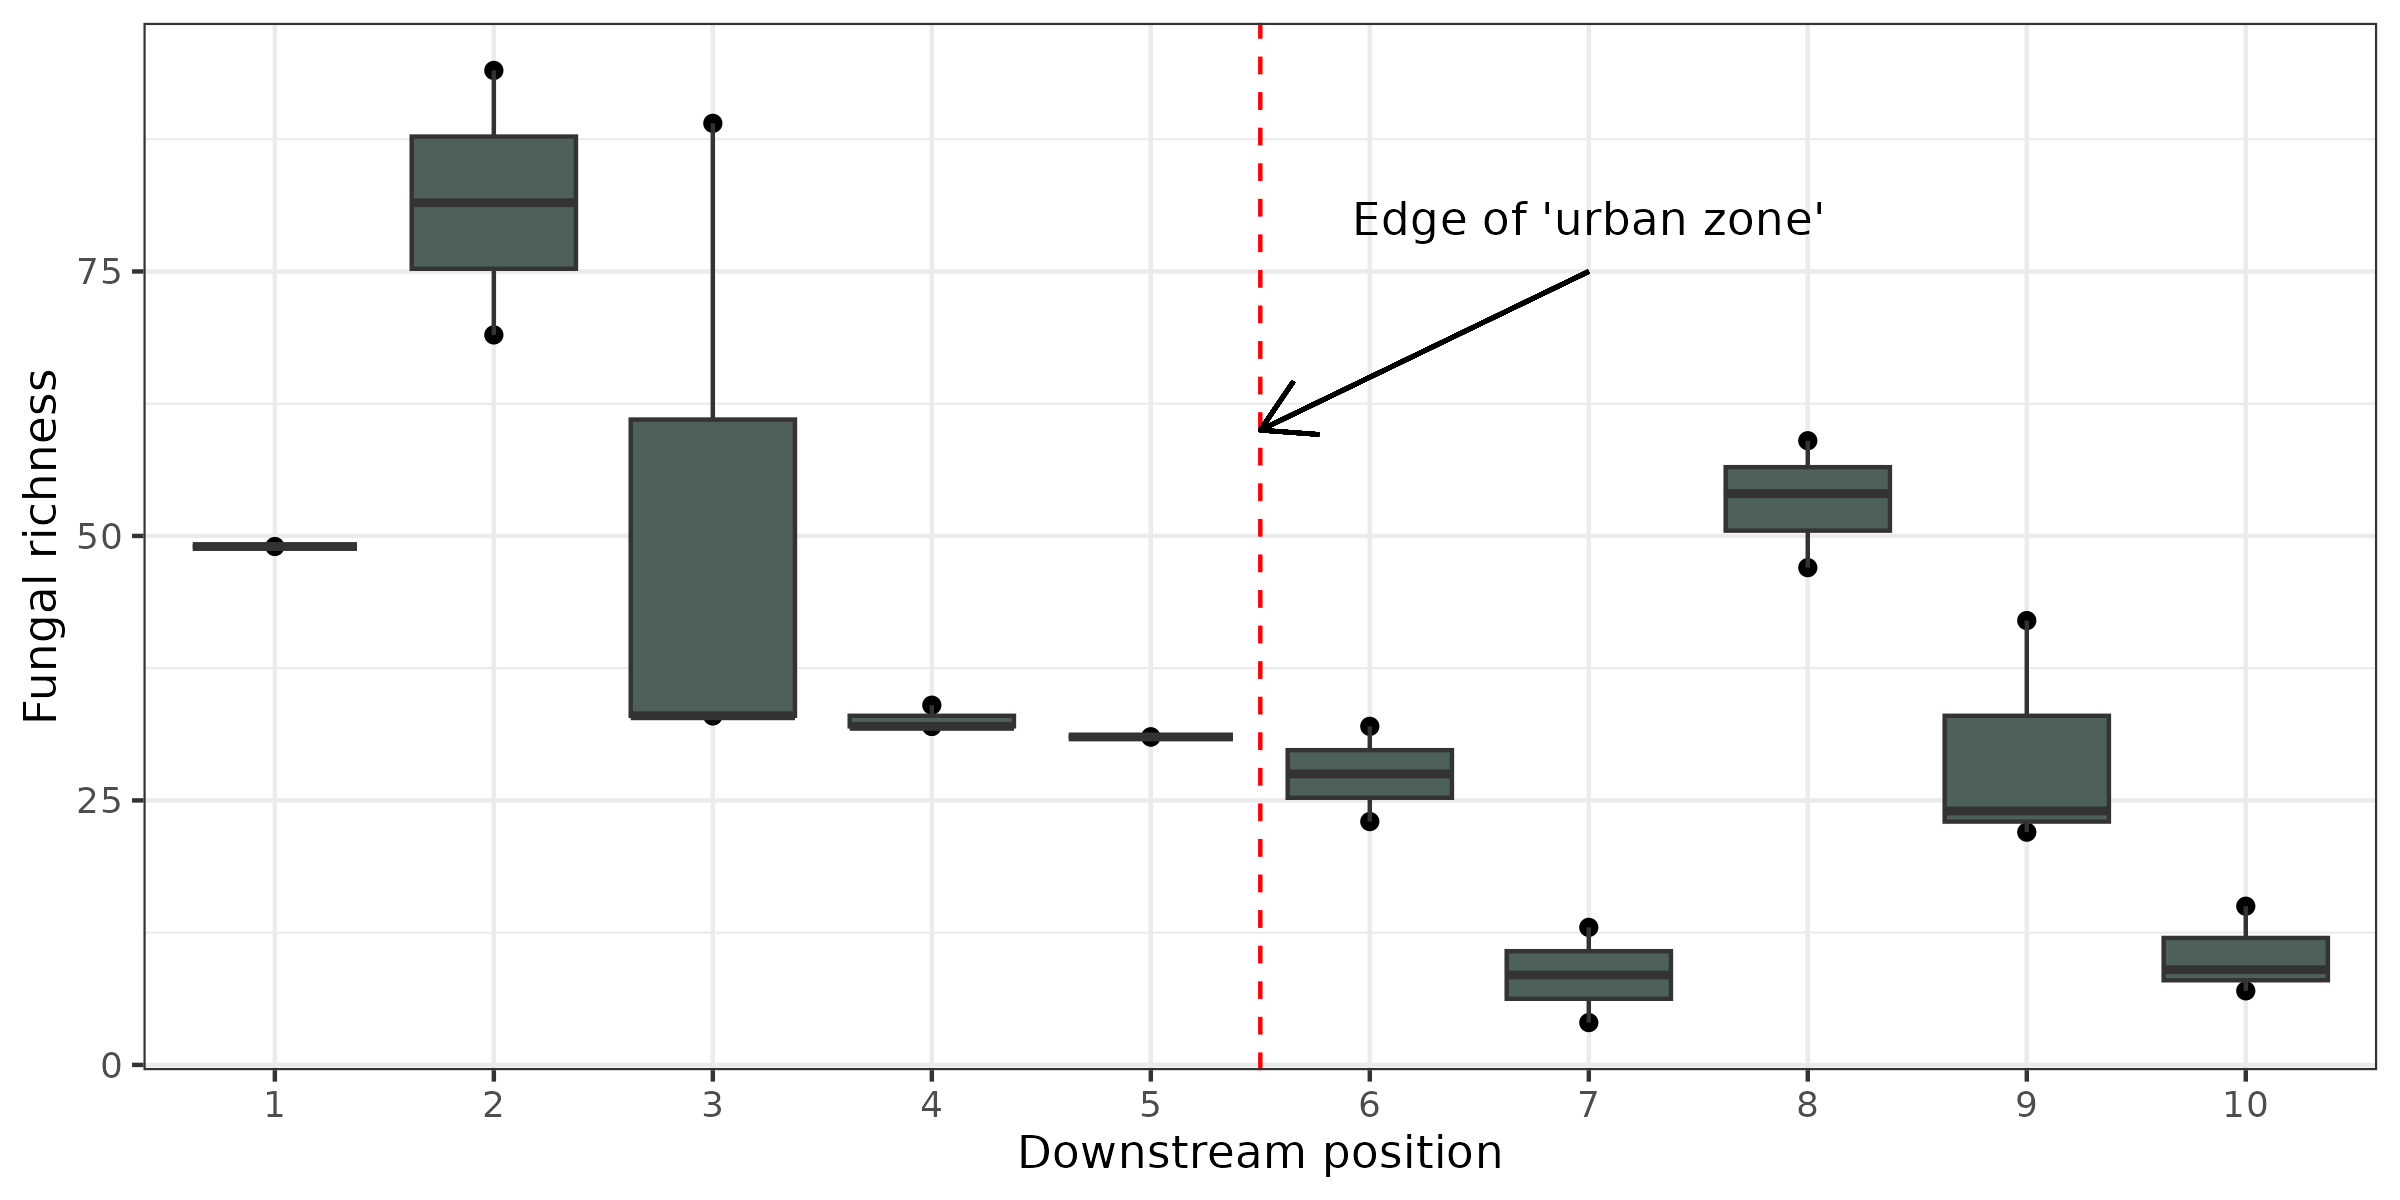 Edge of 'urban zone'
75
50
25
0
Fungal richness
1 2 3 4 5 6 7 8 9 10
Downstream position